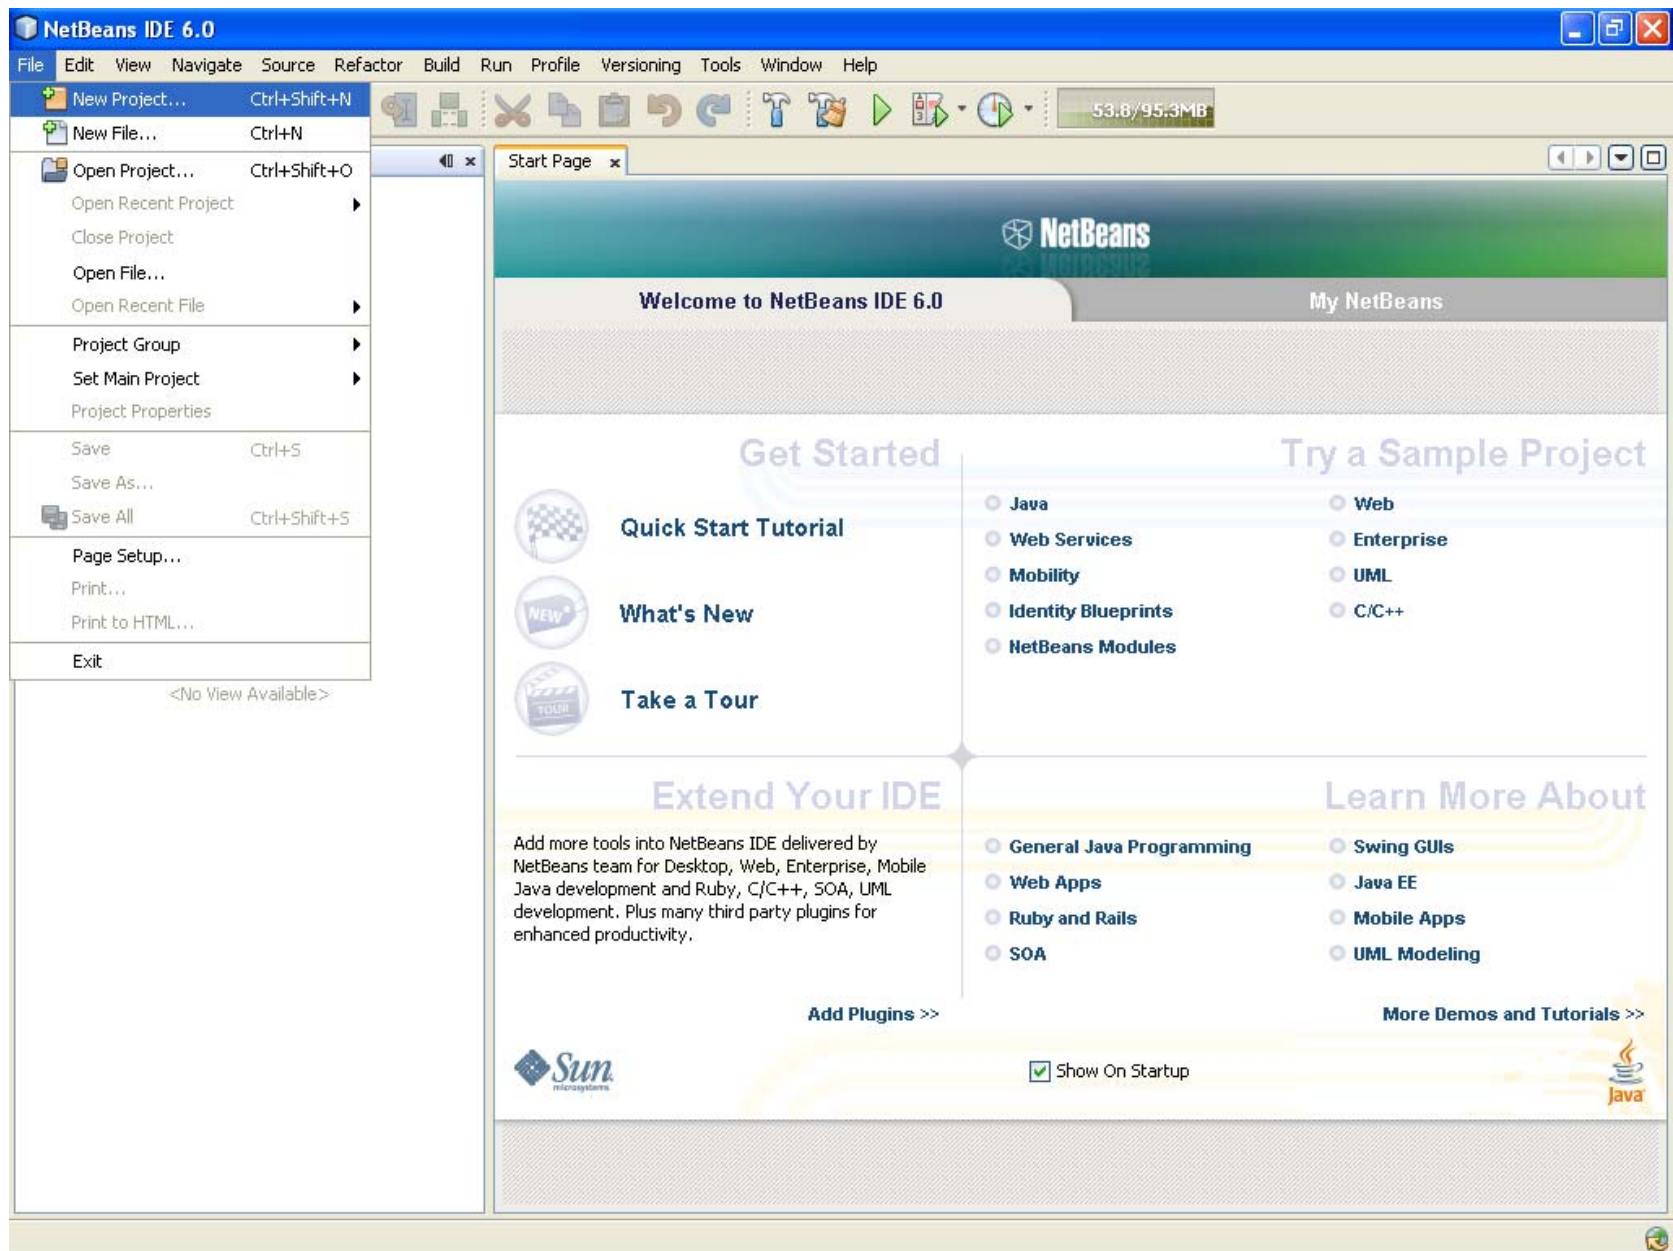 NetBeans IDE 6.0
File Edit View Navigate Source Refactor Build Run Profile Versioning Tools Window Help
New Project... Ctrl+Shift+N
New File... Ctrl+N
Open Project... Ctrl+Shift+O
Open Recent Project
Close Project
Open File...
Open Recent File
Project Group
Set Main Project
Project Properties
Save Ctrl+S
Save As...
Save All Ctrl+Shift+S
Page Setup...
Print...
Print to HTML...
Exit
<No View Available>
53.8/95.3MB
Start Page
NetBeans
Welcome to NetBeans IDE 6.0
My NetBeans
Get Started
Quick Start Tutorial
NEW
What's New
TOUR
Take a Tour
Try a Sample Project
Java
Web Services
Mobility
Identity Blueprints
NetBeans Modules
Web
Enterprise
UML
C/C++
Extend Your IDE
Add more tools into NetBeans IDE delivered by
NetBeans team for Desktop, Web, Enterprise, Mobile
Java development and Ruby, C/C++, SOA, UML
development. Plus many third party plugins for
enhanced productivity.
Add Plugins >>
Learn More About
General Java Programming
Web Apps
Ruby and Rails
SOA
Swing GUIs
Java EE
Mobile Apps
UML Modeling
More Demos and Tutorials >>
Sun
microsystems
Show On Startup
Java